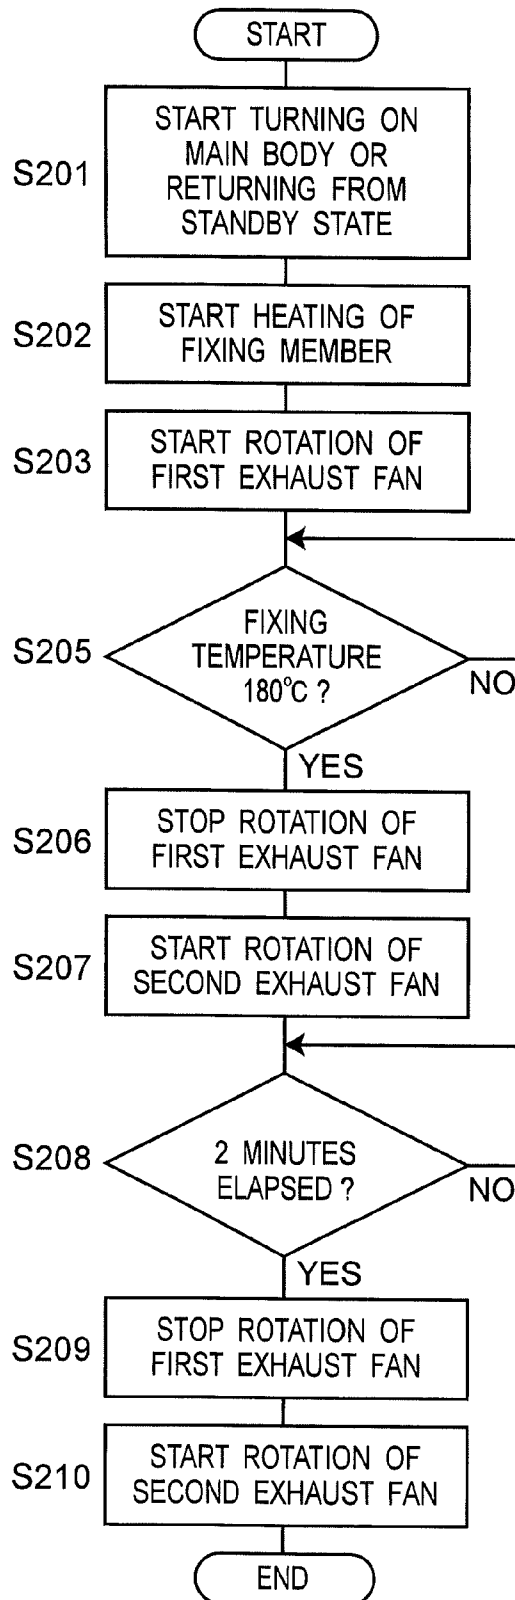 START
S201
START TURNING ON
MAIN BODY OR
RETURNING FROM
STANDBY STATE
S202
START HEATING OF
FIXING MEMBER
S203
START ROTATION OF
FIRST EXHAUST FAN
S205
FIXING
TEMPERATURE
180°C ?
NO
YES
S206
STOP ROTATION OF
FIRST EXHAUST FAN
S207
START ROTATION OF
SECOND EXHAUST FAN
S208
2 MINUTES
ELAPSED ?
NO
YES
S209
STOP ROTATION OF
FIRST EXHAUST FAN
S210
START ROTATION OF
SECOND EXHAUST FAN
END